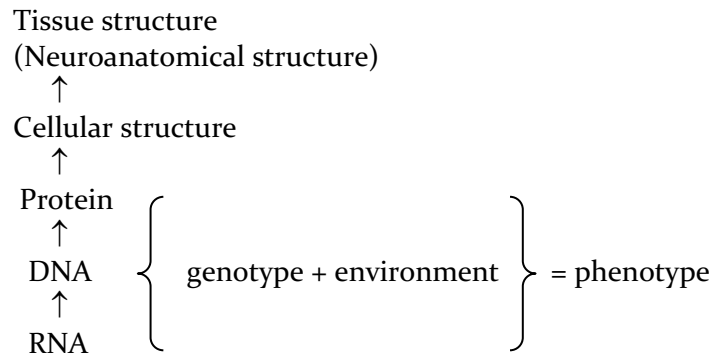 Tissue structure
(Neuroanatomical structure)
↑
Cellular structure
↑
Protein
↑
DNA { genotype + environment } = phenotype
↑
RNA